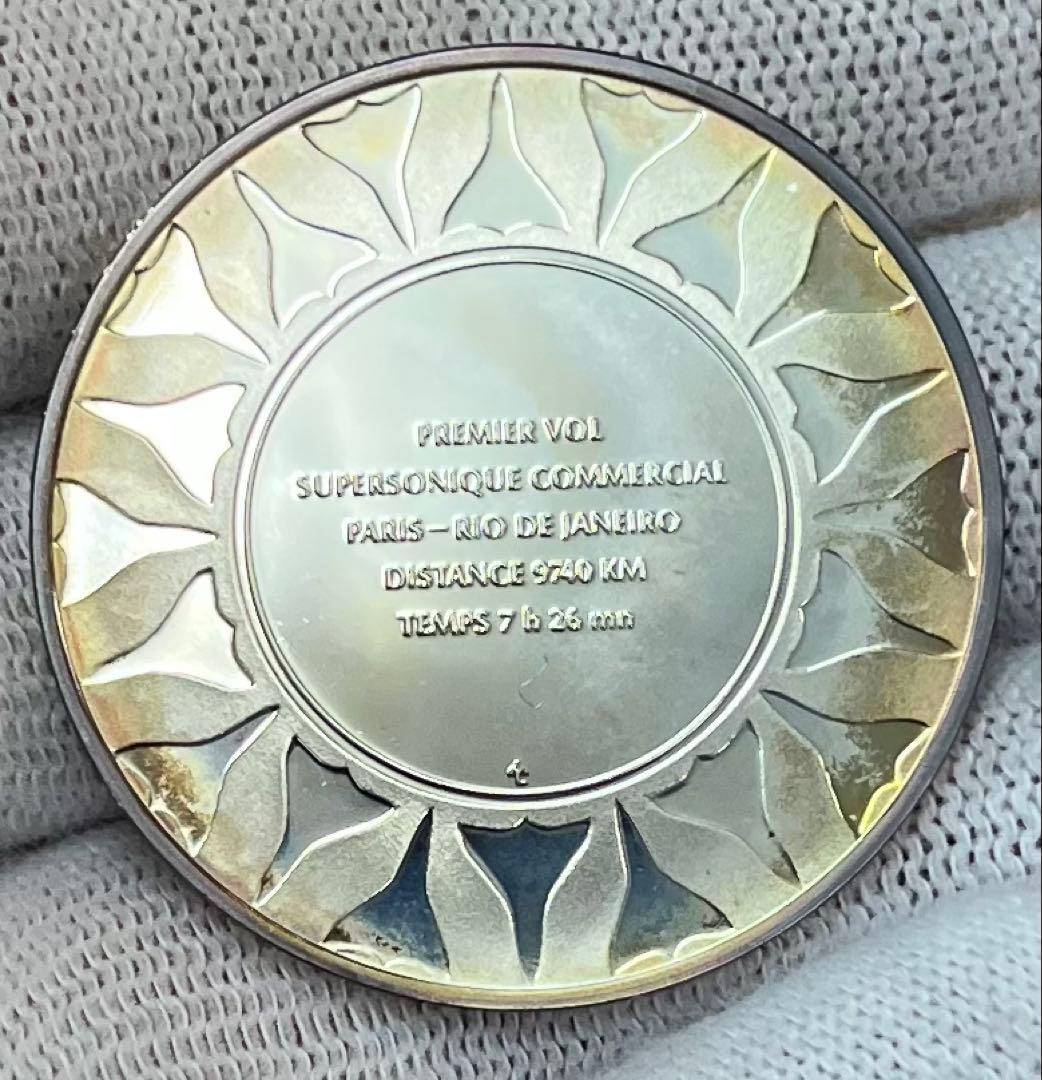 PREMIER VOL
SUPERSONIQUE COMMERCIAL
PARIS – RIO DE JANEIRO
DISTANCE 9740 KM
TEMPS 7 h 26 mn